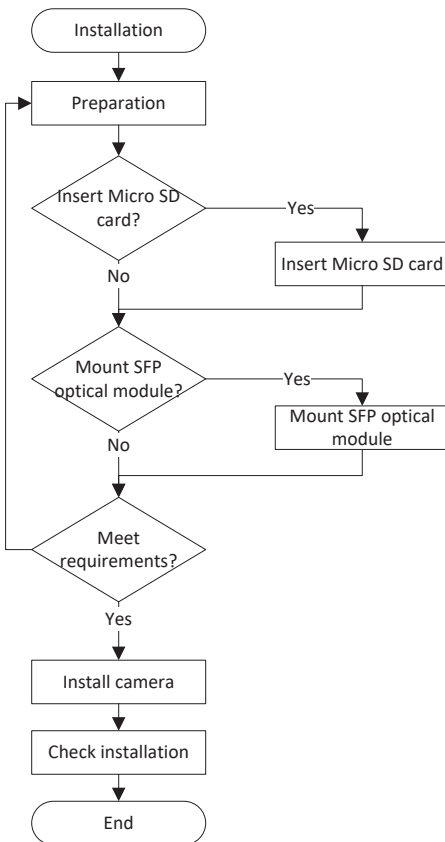 Installation
Preparation
Insert Micro SD
card?
Yes
Insert Micro SD card
No
Mount SFP
optical module?
Yes
Mount SFP optical
module
No
Meet
requirements?
Yes
Install camera
Check installation
End